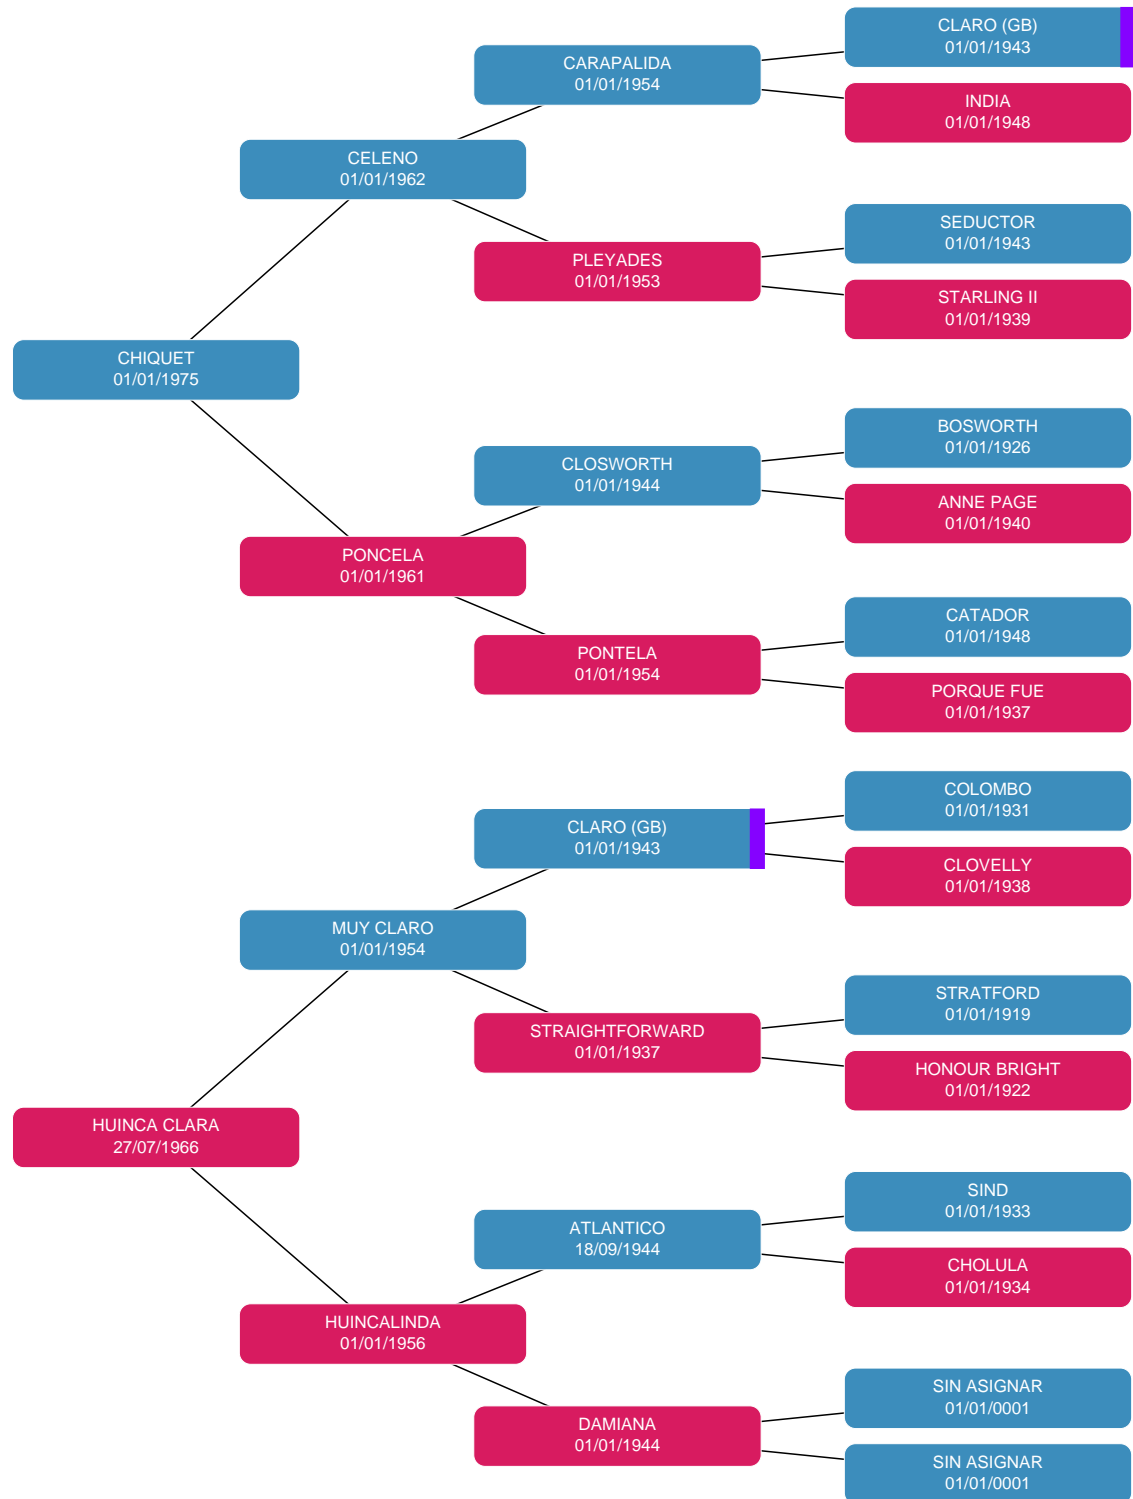 CLARO (GB)
01/01/1943
CARAPALIDA
01/01/1954
INDIA
01/01/1948
CELENO
01/01/1962
SEDUCTOR
01/01/1943
PLEYADES
01/01/1953
STARLING II
01/01/1939
CHIQUET
01/01/1975
BOSWORTH
01/01/1926
CLOSWORTH
01/01/1944
ANNE PAGE
01/01/1940
PONCELA
01/01/1961
CATADOR
01/01/1948
PONTELA
01/01/1954
PORQUE FUE
01/01/1937
COLOMBO
01/01/1931
CLARO (GB)
01/01/1943
CLOVELLY
01/01/1938
MUY CLARO
01/01/1954
STRATFORD
01/01/1919
STRAIGHTFORWARD
01/01/1937
HONOUR BRIGHT
01/01/1922
HUINCA CLARA
27/07/1966
SIND
01/01/1933
ATLANTICO
18/09/1944
CHOLULA
01/01/1934
HUINCALINDA
01/01/1956
SIN ASIGNAR
01/01/0001
DAMIANA
01/01/1944
SIN ASIGNAR
01/01/0001